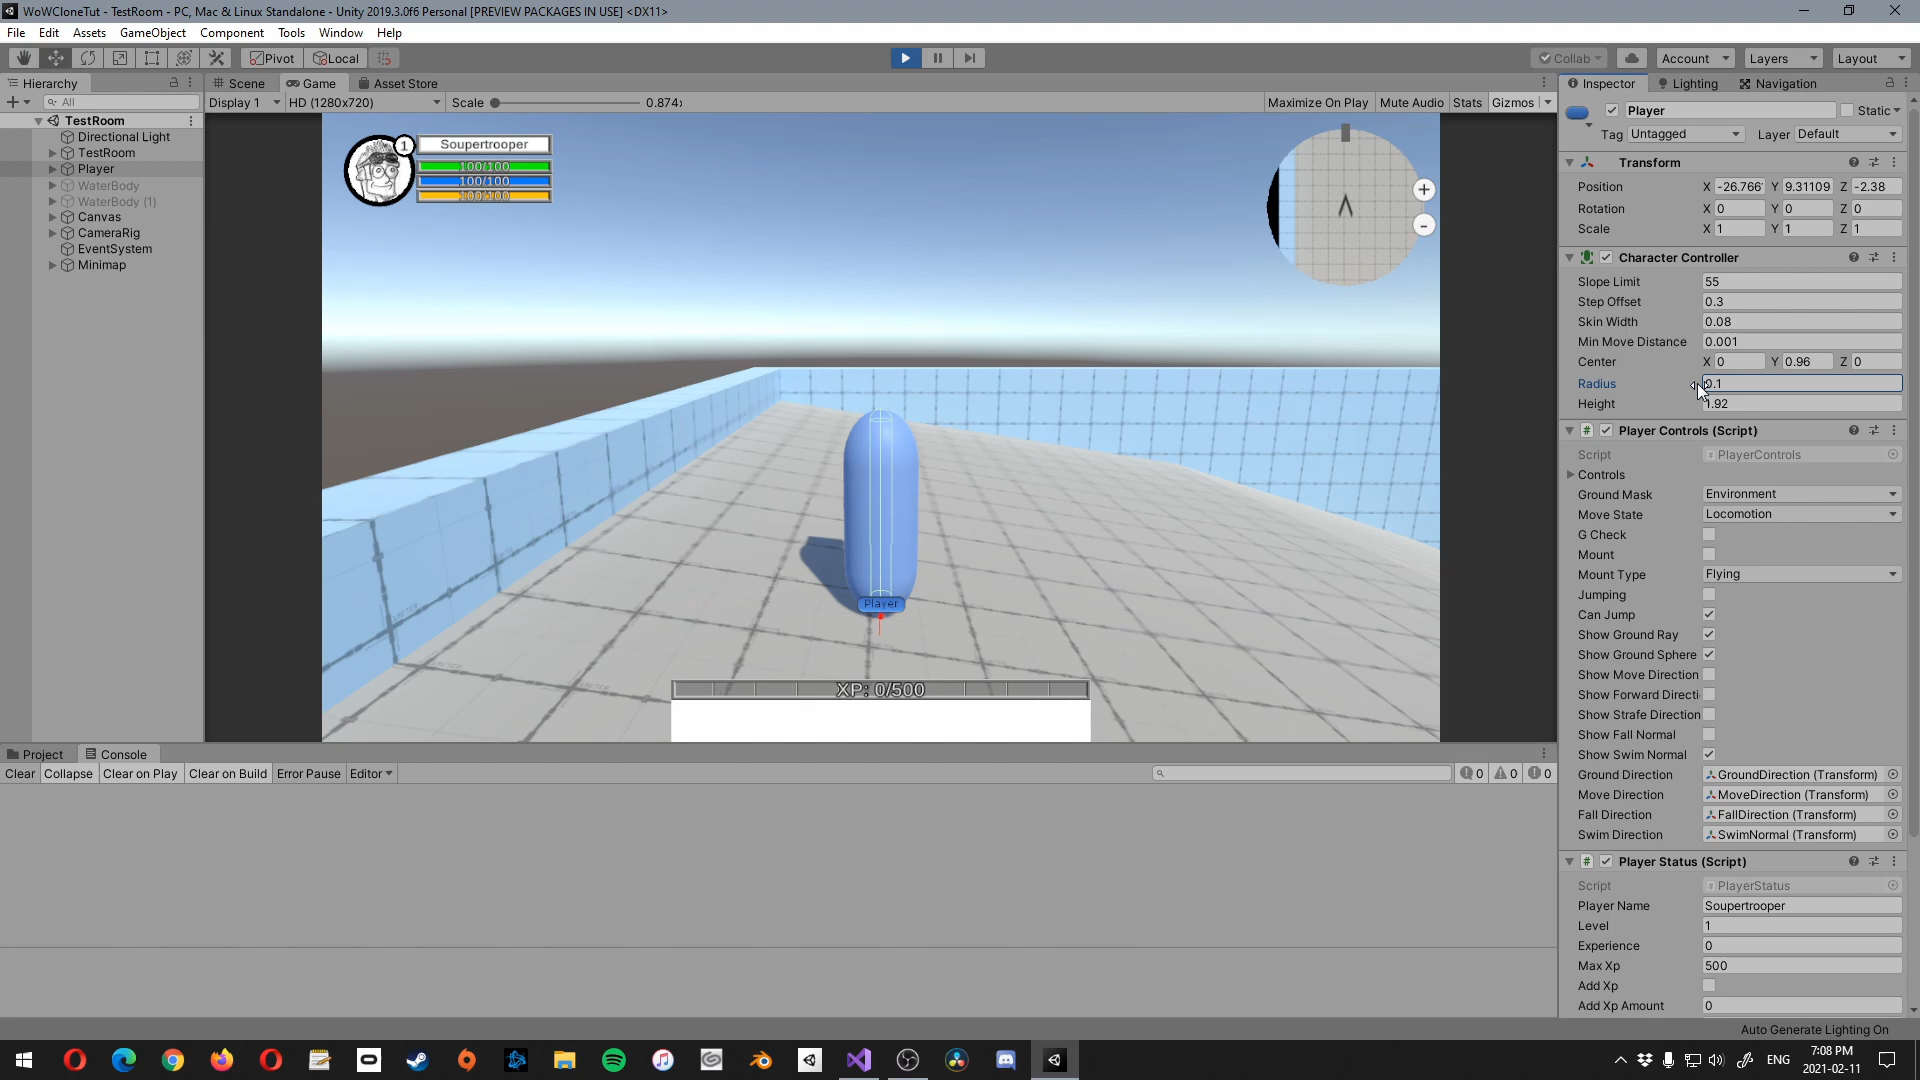 WoWCloneTut - TestRoom - PC, Mac & Linux Standalone - Unity 2019.3.0f6 Personal [PREVIEW PACKAGES IN USE] <DX11>
File Edit Assets GameObject Component Tools Window Help
Pivot Local
Collab Account Layers Layout
Hierarchy
All
TestRoom
Directional Light
TestRoom
Player
WaterBody
WaterBody (1)
Canvas
CameraRig
EventSystem
Minimap
Scene Game Asset Store
Display 1 HD (1280x720) Scale 0.874x Maximize On Play Mute Audio Stats Gizmos
1 Soupertrooper
100/100
100/100
100/100
+
-
Player
XP: 0/500
Inspector Lighting Navigation
Player Static
Tag Untagged Layer Default
Transform
Position X -26.766 Y 9.31109 Z -2.38
Rotation X 0 Y 0 Z 0
Scale X 1 Y 1 Z 1
Character Controller
Slope Limit 55
Step Offset 0.3
Skin Width 0.08
Min Move Distance 0.001
Center X 0 Y 0.96 Z 0
Radius 0.1
Height 1.92
# Player Controls (Script)
Script PlayerControls
Controls
Ground Mask Environment
Move State Locomotion
G Check
Mount
Mount Type Flying
Jumping
Can Jump
Show Ground Ray
Show Ground Sphere
Show Move Direction
Show Forward Directi
Show Strafe Direction
Show Fall Normal
Show Swim Normal
Ground Direction GroundDirection (Transform)
Move Direction MoveDirection (Transform)
Fall Direction FallDirection (Transform)
Swim Direction SwimNormal (Transform)
# Player Status (Script)
Script PlayerStatus
Player Name Soupertrooper
Level 1
Experience 0
Max Xp 500
Add Xp
Add Xp Amount 0
Project Console
Clear Collapse Clear on Play Clear on Build Error Pause Editor
0 0 0
Auto Generate Lighting On
ENG
7:08 PM
2021-02-11